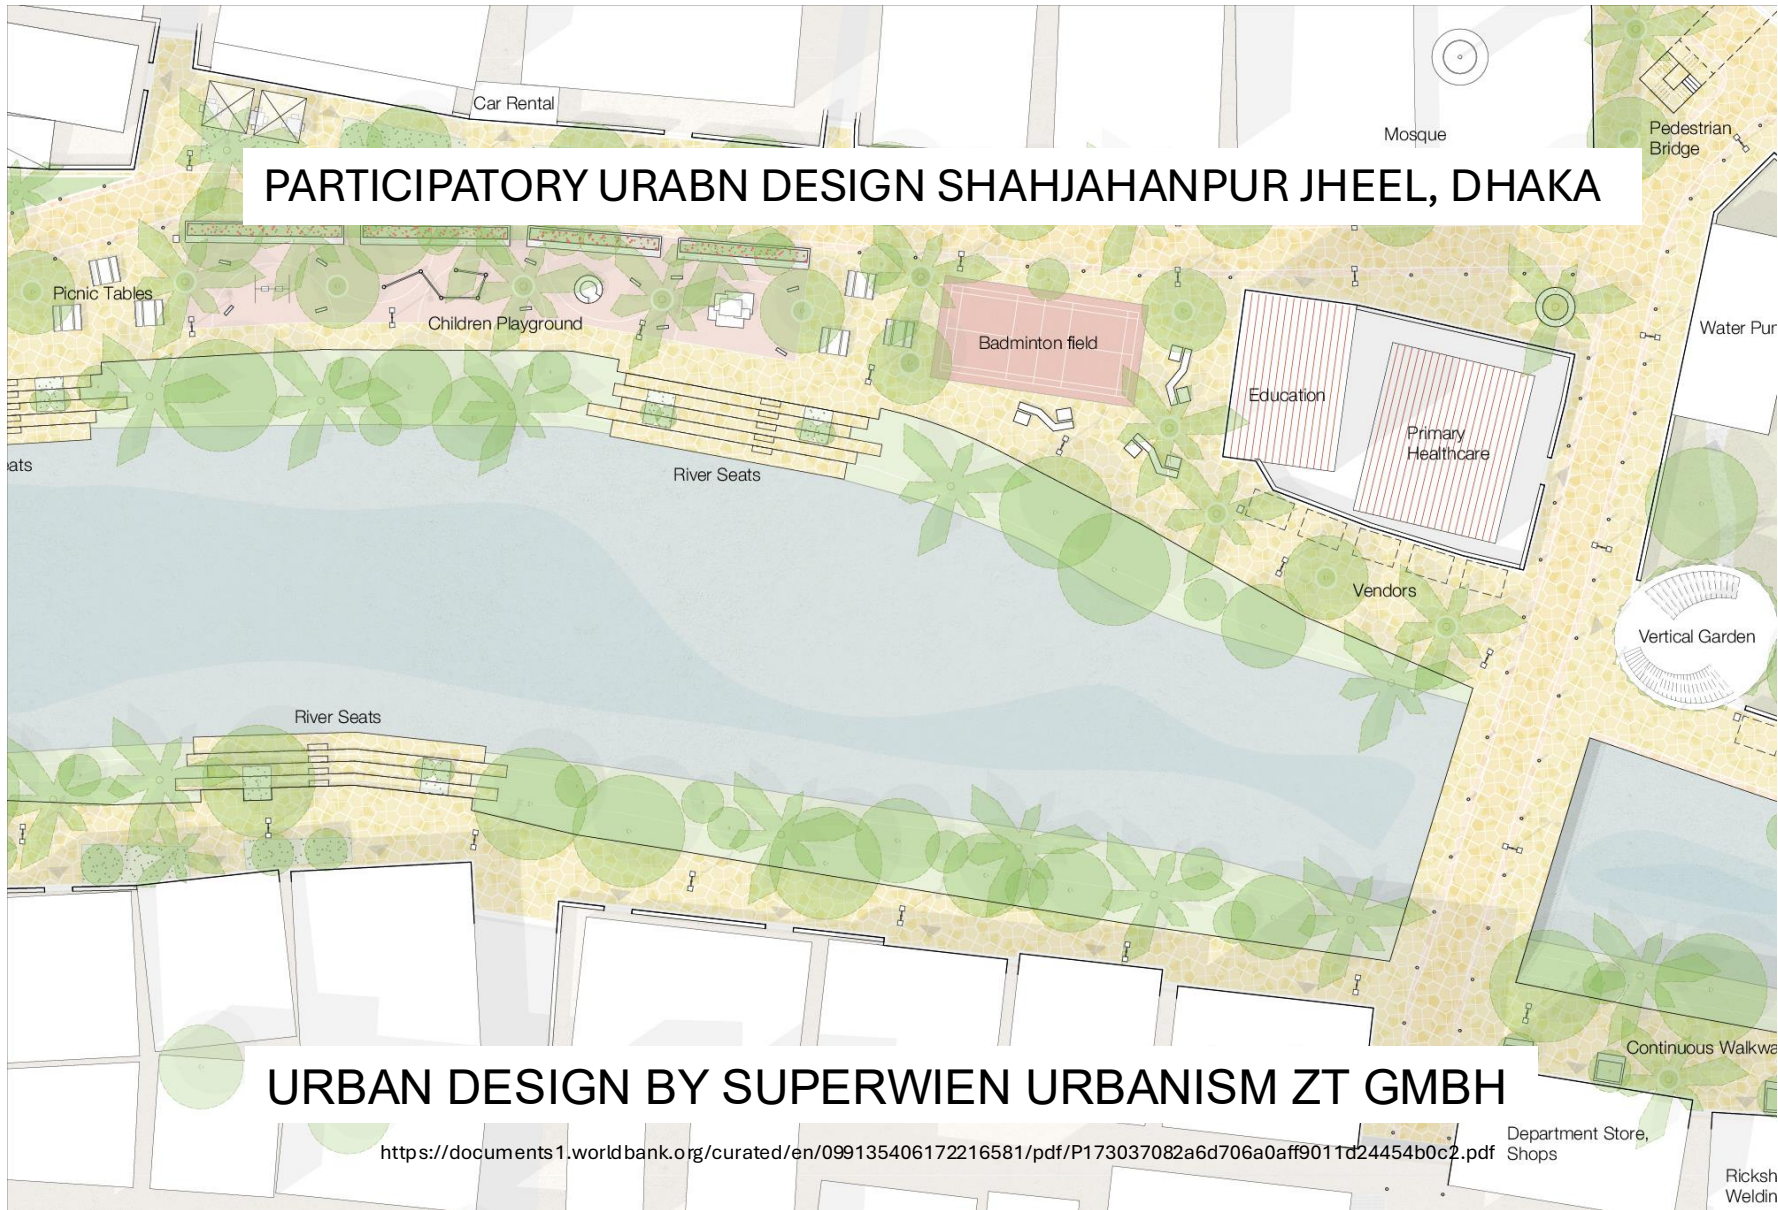 Car Rental
Mosque
Pedestrian
Bridge
PARTICIPATORY URABN DESIGN SHAHJAHANPUR JHEEL, DHAKA
Picnic Tables
Children Playground
Badminton field
Water Pur
Education
Primary
Healthcare
eats
River Seats
Vendors
Vertical Garden
River Seats
Continuous Walkwa
URBAN DESIGN BY SUPERWIEN URBANISM ZT GMBH
Department Store,
Shops
https://documents1.worldbank.org/curated/en/099135406172216581/pdf/P173037082a6d706a0aff9011d24454b0c2.pdf
Ricksh
Weldin